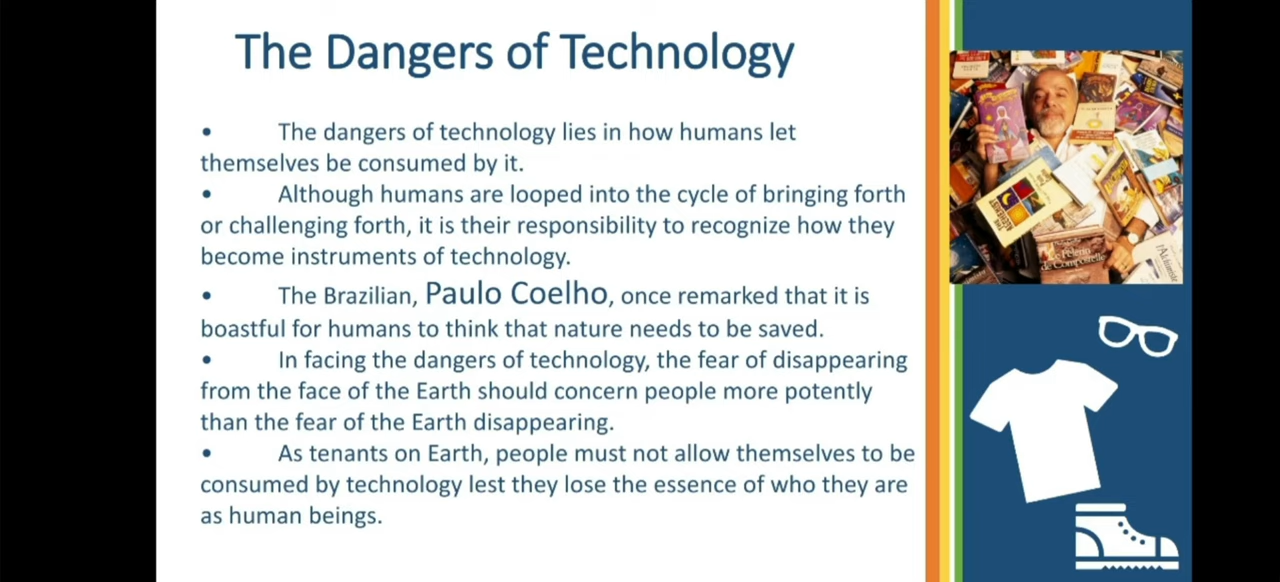 The Dangers of Technology
• The dangers of technology lies in how humans let
themselves be consumed by it.
• Although humans are looped into the cycle of bringing forth
or challenging forth, it is their responsibility to recognize how they
become instruments of technology.
• The Brazilian, Paulo Coelho, once remarked that it is
boastful for humans to think that nature needs to be saved.
• In facing the dangers of technology, the fear of disappearing
from the face of the Earth should concern people more potently
than the fear of the Earth disappearing.
• As tenants on Earth, people must not allow themselves to be
consumed by technology lest they lose the essence of who they are
as human beings.